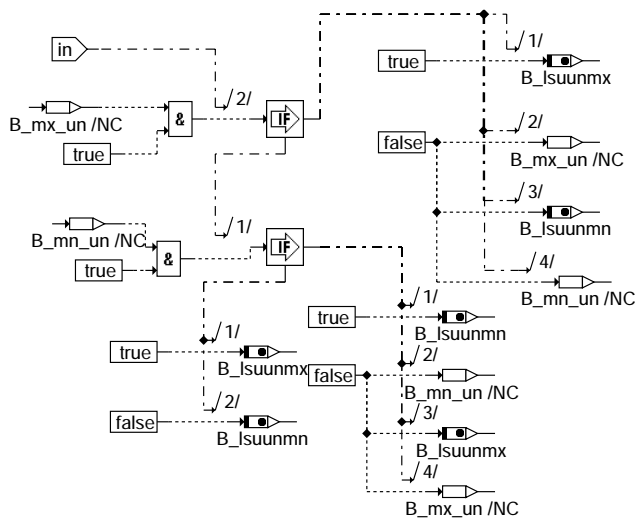 in
1/
true
B_lsuunmx
2/
IF
B_mx_un /NC
&
true
2/
false
B_mx_un /NC
3/
B_lsuunmn
1/
B_mn_un /NC
&
IF
true
4/
B_mn_un /NC
1/
true
B_lsuunmn
1/
true
B_lsuunmx
2/
false
B_mn_un /NC
2/
false
B_lsuunmn
3/
B_lsuunmx
4/
B_mx_un /NC